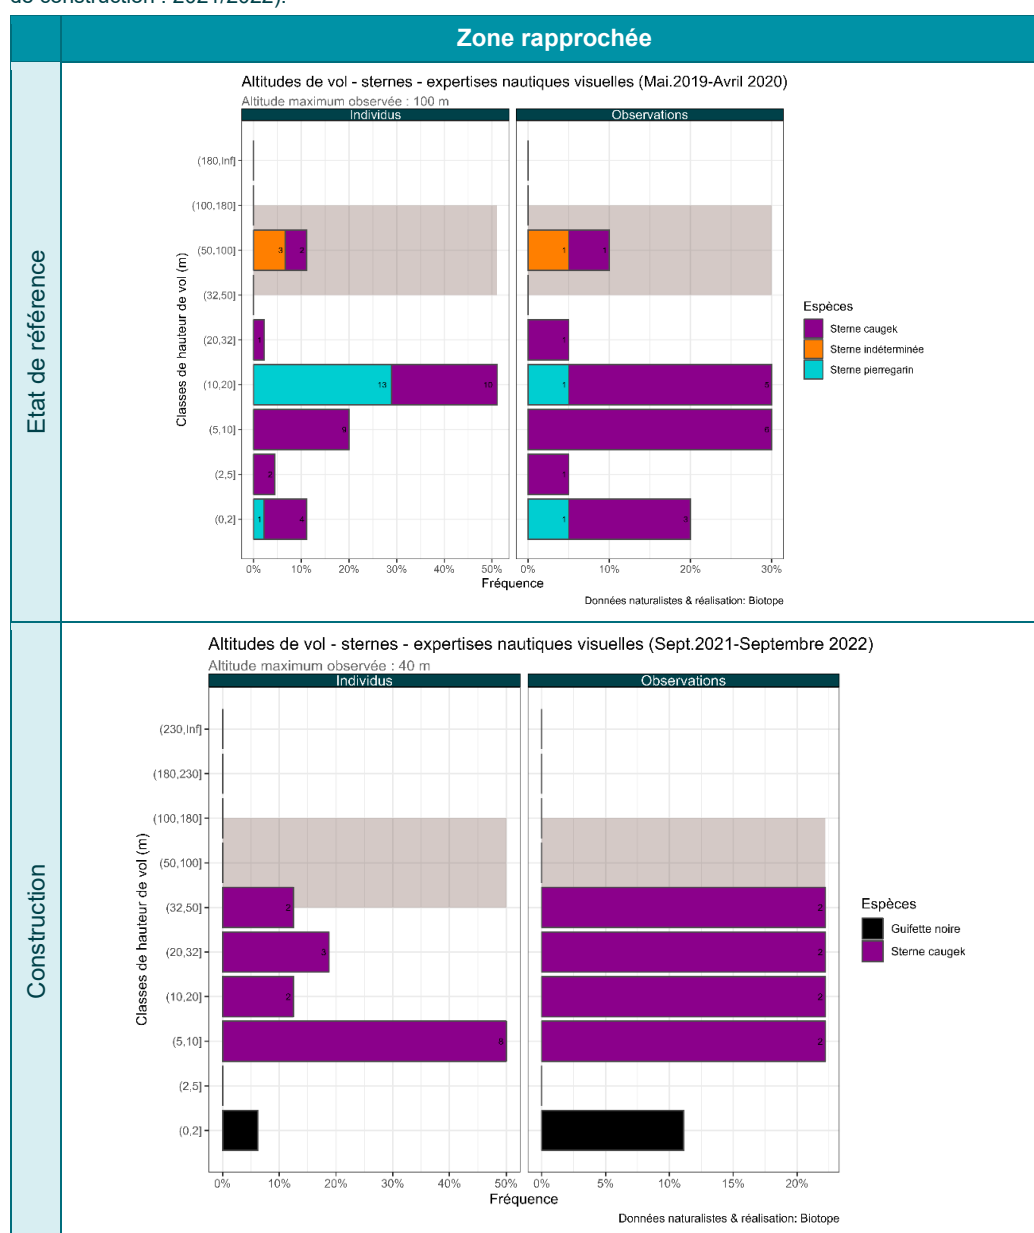 de construction : 2021/2022).
Zone rapprochée
Etat de référence
Altitudes de vol - sternes - expertises nautiques visuelles (Mai.2019-Avril 2020)
Altitude maximum observée : 100 m
Individus
Observations
Classes de hauteur de vol (m)
(180,Inf]
(100,180]
(50,100]
3
2
1
1
(32,50]
(20,32]
1
1
(10,20]
13
10
1
5
(5,10]
9
6
(2,5]
2
1
(0,2]
1
4
1
3
0%
10%
20%
30%
40%
50%
0%
10%
20%
30%
Fréquence
Espèces
Sterne caugek
Sterne indéterminée
Sterne pierregarin
Données naturalistes & réalisation: Biotope
Construction
Altitudes de vol - sternes - expertises nautiques visuelles (Sept.2021-Septembre 2022)
Altitude maximum observée : 40 m
Individus
Observations
Classes de hauteur de vol (m)
(230,Inf]
(180,230]
(100,180]
(50,100]
(32,50]
2
2
(20,32]
3
2
(10,20]
2
2
(5,10]
8
2
(2,5]
(0,2]
0%
10%
20%
30%
40%
50%
0%
5%
10%
15%
20%
Fréquence
Espèces
Guifette noire
Sterne caugek
Données naturalistes & réalisation: Biotope